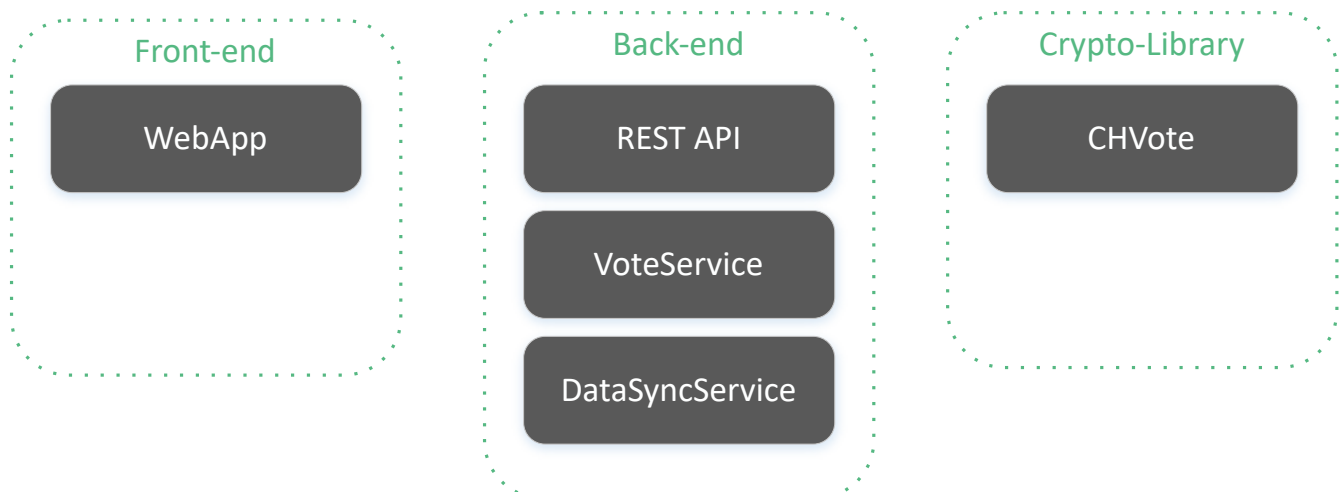 Front-end
WebApp
Back-end
REST API
VoteService
DataSyncService
Crypto-Library
CHVote